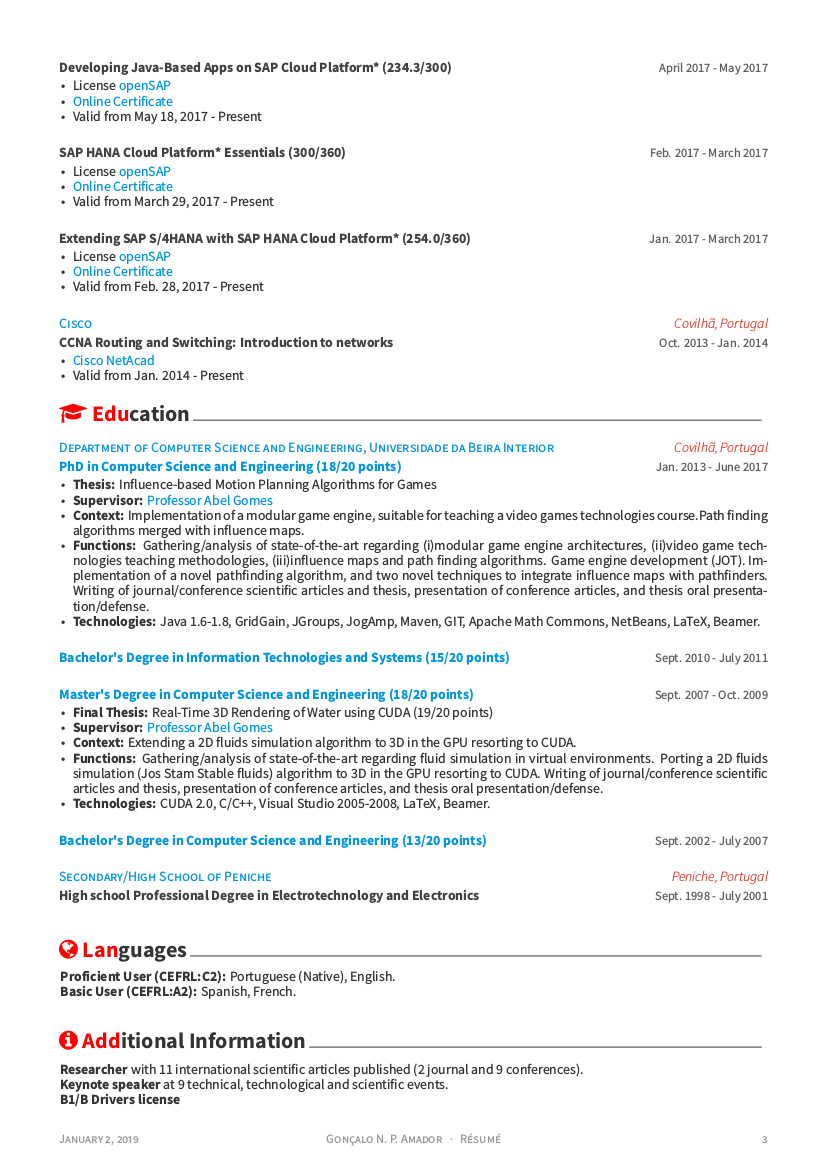 Developing Java-Based Apps on SAP Cloud Platform* (234.3/300) April 2017 - May 2017
• License openSAP
• Online Certificate
• Valid from May 18, 2017 - Present
SAP HANA Cloud Platform* Essentials (300/360) Feb. 2017 - March 2017
• License openSAP
• Online Certificate
• Valid from March 29, 2017 - Present
Extending SAP S/4HANA with SAP HANA Cloud Platform* (254.0/360) Jan. 2017 - March 2017
• License openSAP
• Online Certificate
• Valid from Feb. 28, 2017 - Present
Cisco Covilhã, Portugal
CCNA Routing and Switching: Introduction to networks Oct. 2013 - Jan. 2014
• Cisco NetAcad
• Valid from Jan. 2014 - Present
Education
Department of Computer Science and Engineering, Universidade da Beira Interior Covilhã, Portugal
PhD in Computer Science and Engineering (18/20 points) Jan. 2013 - June 2017
• Thesis: Influence-based Motion Planning Algorithms for Games
• Supervisor: Professor Abel Gomes
• Context: Implementation of a modular game engine, suitable for teaching a video games technologies course.Path finding
algorithms merged with influence maps.
• Functions: Gathering/analysis of state-of-the-art regarding (i)modular game engine architectures, (ii)video game tech-
nologies teaching methodologies, (iii)influence maps and path finding algorithms. Game engine development (JOT). Im-
plementation of a novel pathfinding algorithm, and two novel techniques to integrate influence maps with pathfinders.
Writing of journal/conference scientific articles and thesis, presentation of conference articles, and thesis oral presenta-
tion/defense.
• Technologies: Java 1.6-1.8, GridGain, JGroups, JogAmp, Maven, GIT, Apache Math Commons, NetBeans, LaTeX, Beamer.
Bachelor's Degree in Information Technologies and Systems (15/20 points) Sept. 2010 - July 2011
Master's Degree in Computer Science and Engineering (18/20 points) Sept. 2007 - Oct. 2009
• Final Thesis: Real-Time 3D Rendering of Water using CUDA (19/20 points)
• Supervisor: Professor Abel Gomes
• Context: Extending a 2D fluids simulation algorithm to 3D in the GPU resorting to CUDA.
• Functions: Gathering/analysis of state-of-the-art regarding fluid simulation in virtual environments. Porting a 2D fluids
simulation (Jos Stam Stable fluids) algorithm to 3D in the GPU resorting to CUDA. Writing of journal/conference scientific
articles and thesis, presentation of conference articles, and thesis oral presentation/defense.
• Technologies: CUDA 2.0, C/C++, Visual Studio 2005-2008, LaTeX, Beamer.
Bachelor's Degree in Computer Science and Engineering (13/20 points) Sept. 2002 - July 2007
Secondary/High School of Peniche Peniche, Portugal
High school Professional Degree in Electrotechnology and Electronics Sept. 1998 - July 2001
Languages
Proficient User (CEFRL:C2): Portuguese (Native), English.
Basic User (CEFRL:A2): Spanish, French.
Additional Information
Researcher with 11 international scientific articles published (2 journal and 9 conferences).
Keynote speaker at 9 technical, technological and scientific events.
B1/B Drivers license
January 2, 2019 Gonçalo N. P. Amador · Résumé 3